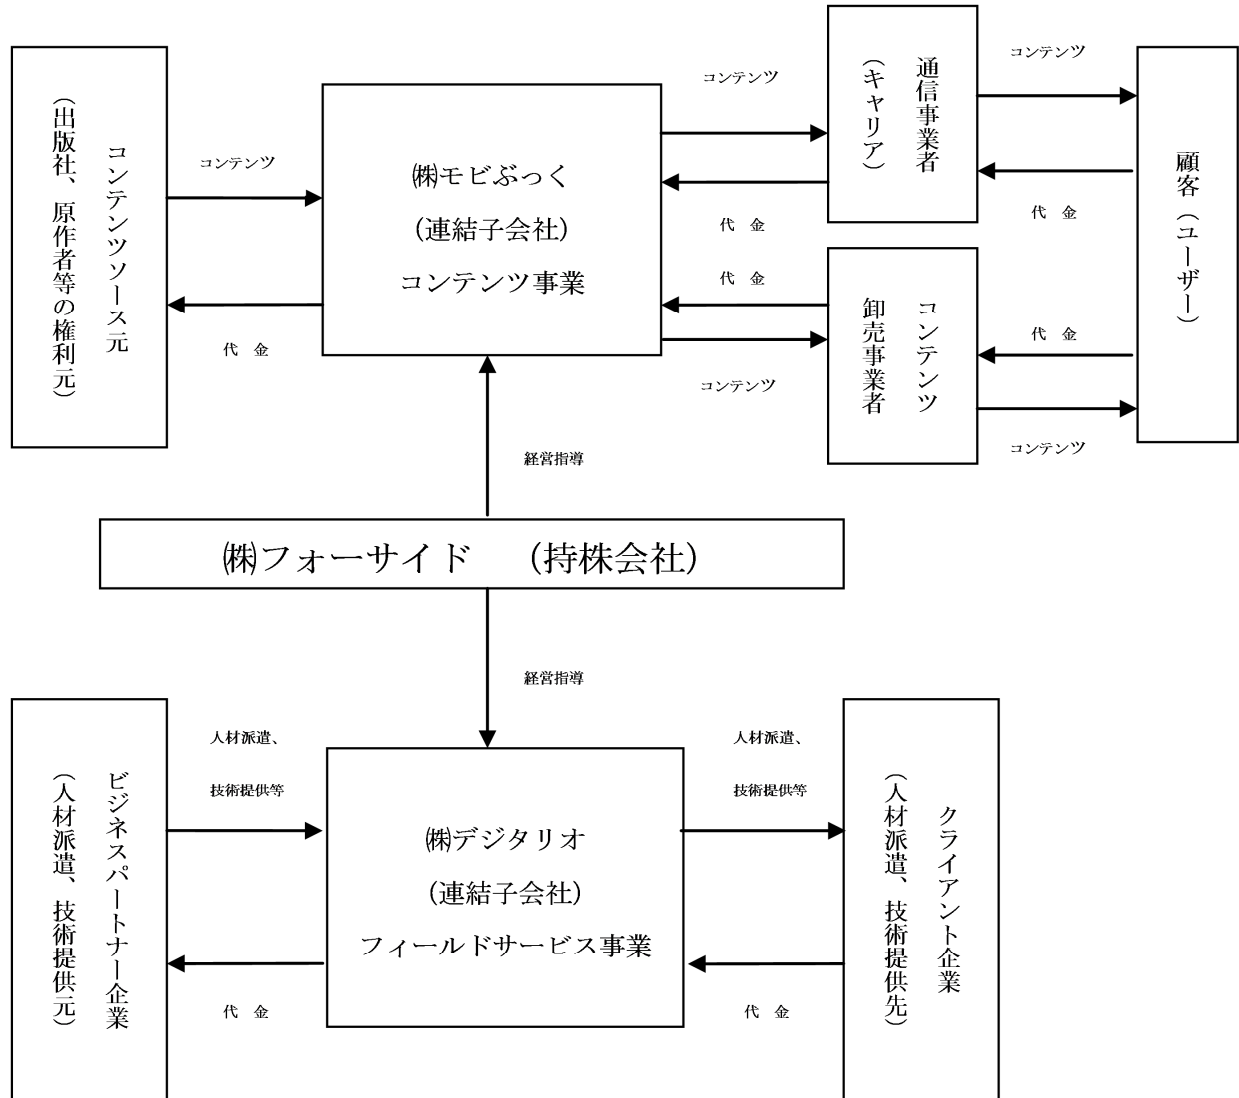 コンテンツソース元
（出版社、原作者等の権利元）
コンテンツ
代　金
㈱モビぶっく
（連結子会社）
コンテンツ事業
コンテンツ
代　金
代　金
コンテンツ
通信事業者
（キャリア）
コンテンツ
卸売事業者
コンテンツ
代　金
代　金
コンテンツ
顧客（ユーザー）
経営指導
㈱フォーサイド　（持株会社）
経営指導
ビジネスパートナー企業
（人材派遣、技術提供元）
人材派遣、
技術提供等
代　金
㈱デジタリオ
（連結子会社）
フィールドサービス事業
人材派遣、
技術提供等
代　金
クライアント企業
（人材派遣、技術提供先）